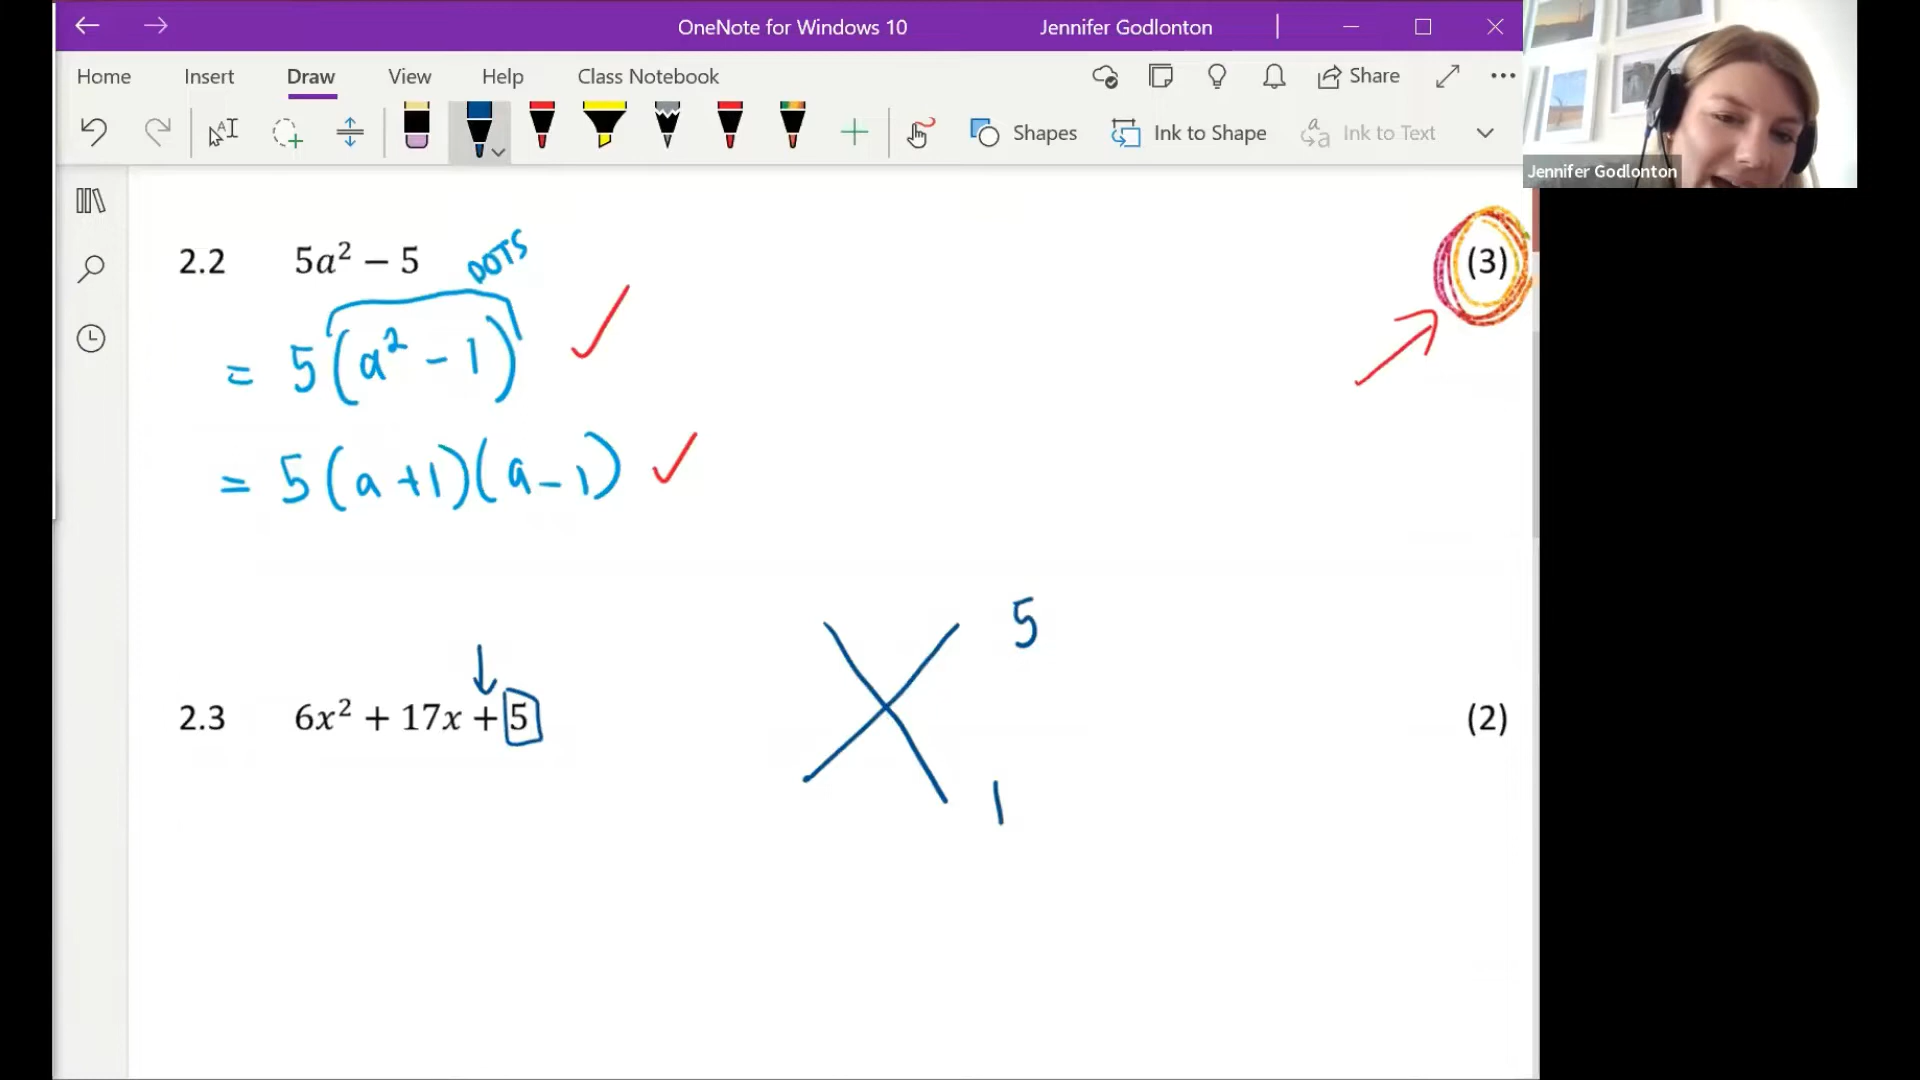 OneNote for Windows 10 Jennifer Godlonton
Home Insert Draw View Help Class Notebook Share
Shapes Ink to Shape Ink to Text
Jennifer Godlonton
2.2 5a² − 5 (3)
DOTS
= 5(a² − 1)
= 5(a+1)(a−1)
5
2.3 6x² + 17x + 5 (2)
1